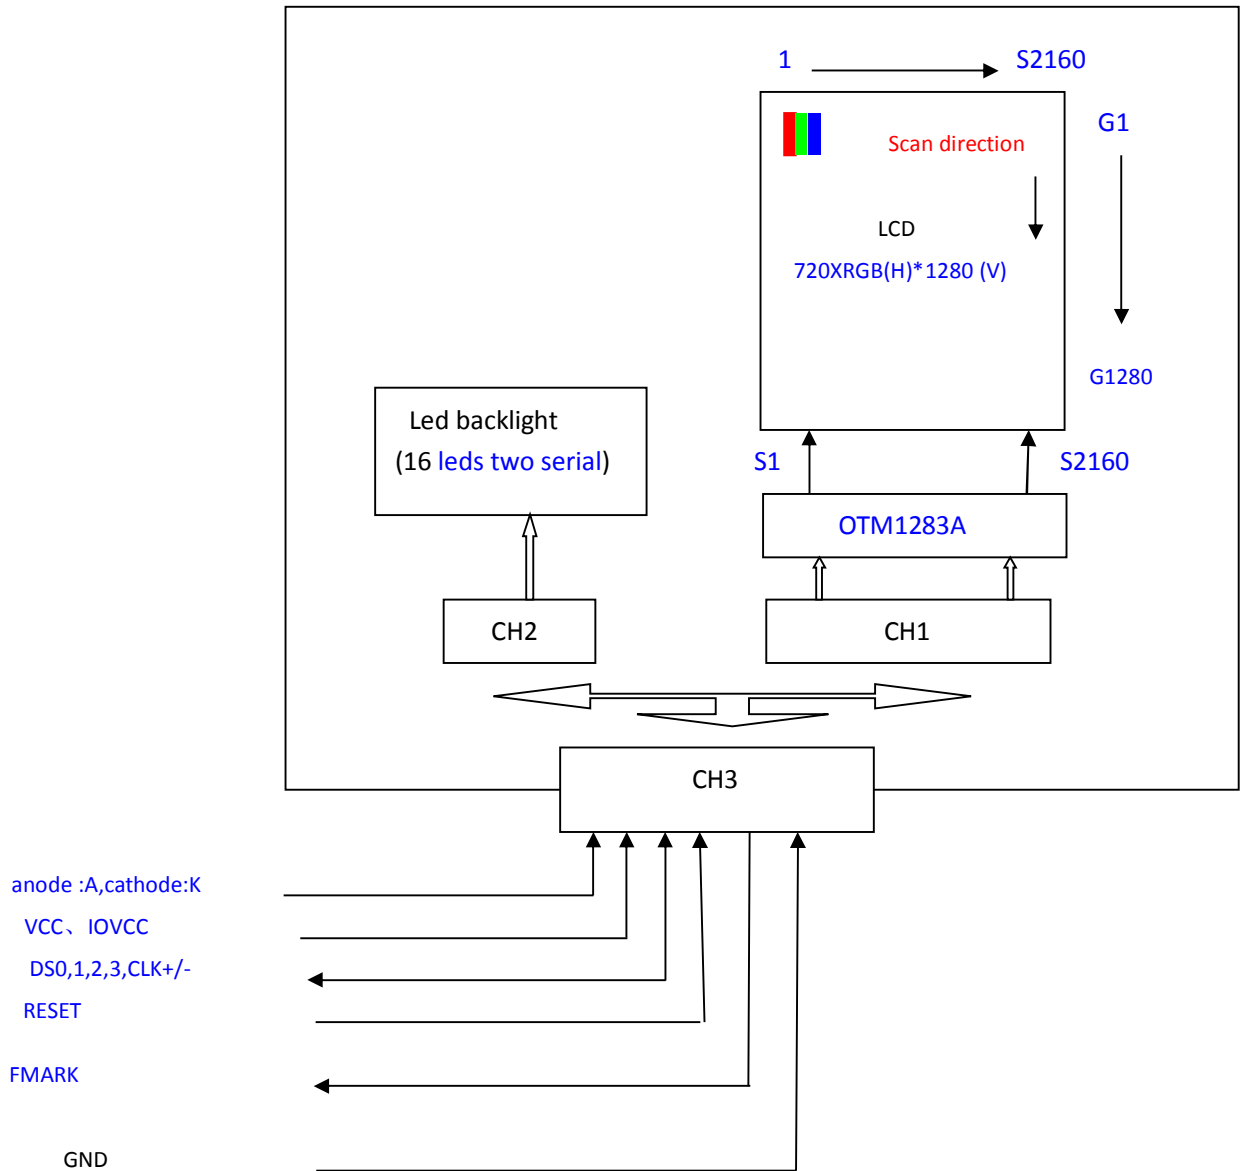 1 S2160
G1
Scan direction
LCD
720XRGB(H)*1280 (V)
G1280
Led backlight
(16 leds two serial)
S1 S2160
OTM1283A
CH2 CH1
CH3
anode :A,cathode:K
VCC、IOVCC
DS0,1,2,3,CLK+/-
RESET
FMARK
GND